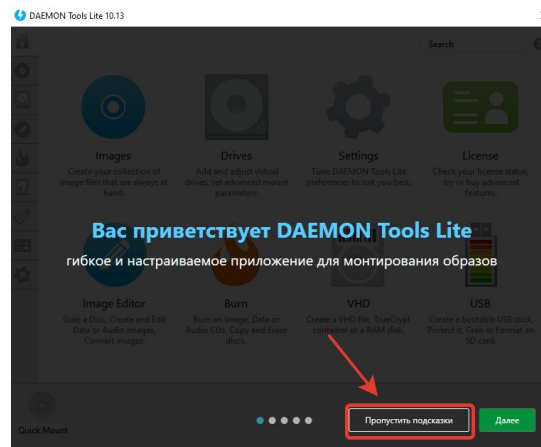 DAEMON Tools Lite 10.13
Search
Images
Create your collection of
image files that are always at
hand.
Drives
Add and adjust virtual
drives, set advanced mount
parameters.
Settings
Tune DAEMON Tools Lite
preferences to suit you best.
License
Check your license status,
try or buy advanced
features.
Вас приветствует DAEMON Tools Lite
гибкое и настраиваемое приложение для монтирования образов
Image Editor
Grab a Disc, Create and Edit
Data or Audio images,
Convert images.
Burn
Burn an Image, Data or
Audio CDs, Copy and Erase
discs.
VHD
Create a VHD file, TrueCrypt
container or a RAM disk.
USB
Create a bootable USB stick,
Protect it, Grab or Format an
SD card.
Quick Mount
Пропустить подсказки
Далее